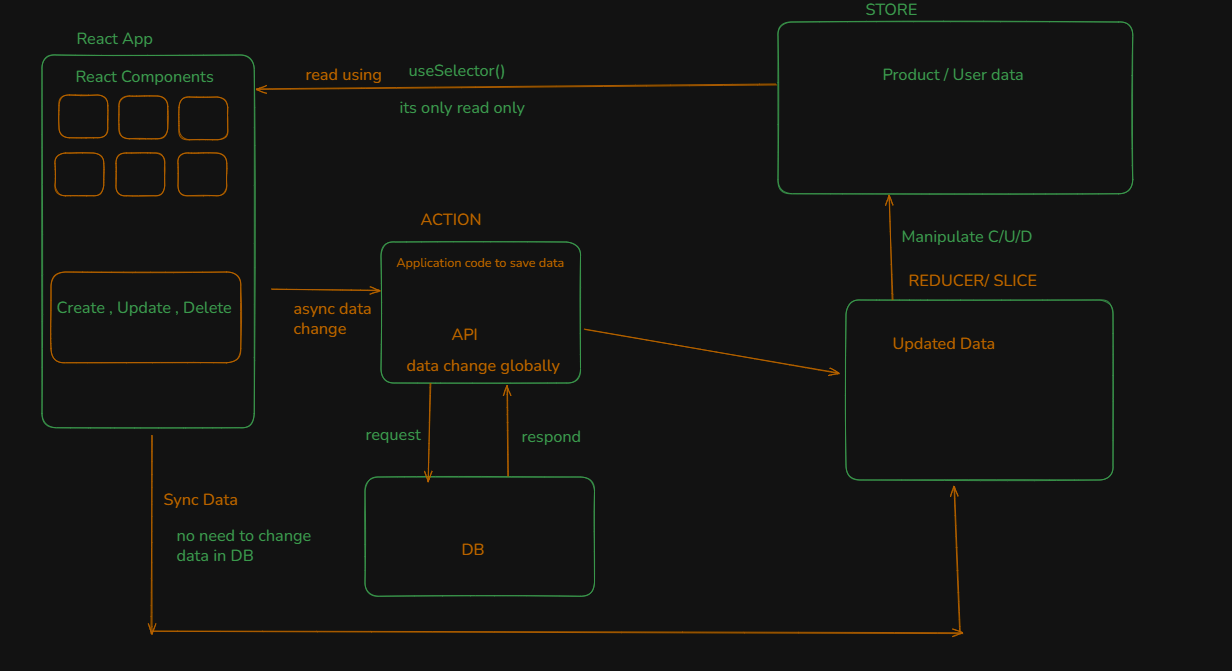 STORE
React App
React Components
read using
useSelector()
its only read only
Product / User data
ACTION
Application code to save data
API
data change globally
Create , Update , Delete
async data
change
Manipulate C/U/D
REDUCER/ SLICE
Updated Data
request
respond
Sync Data
no need to change
data in DB
DB